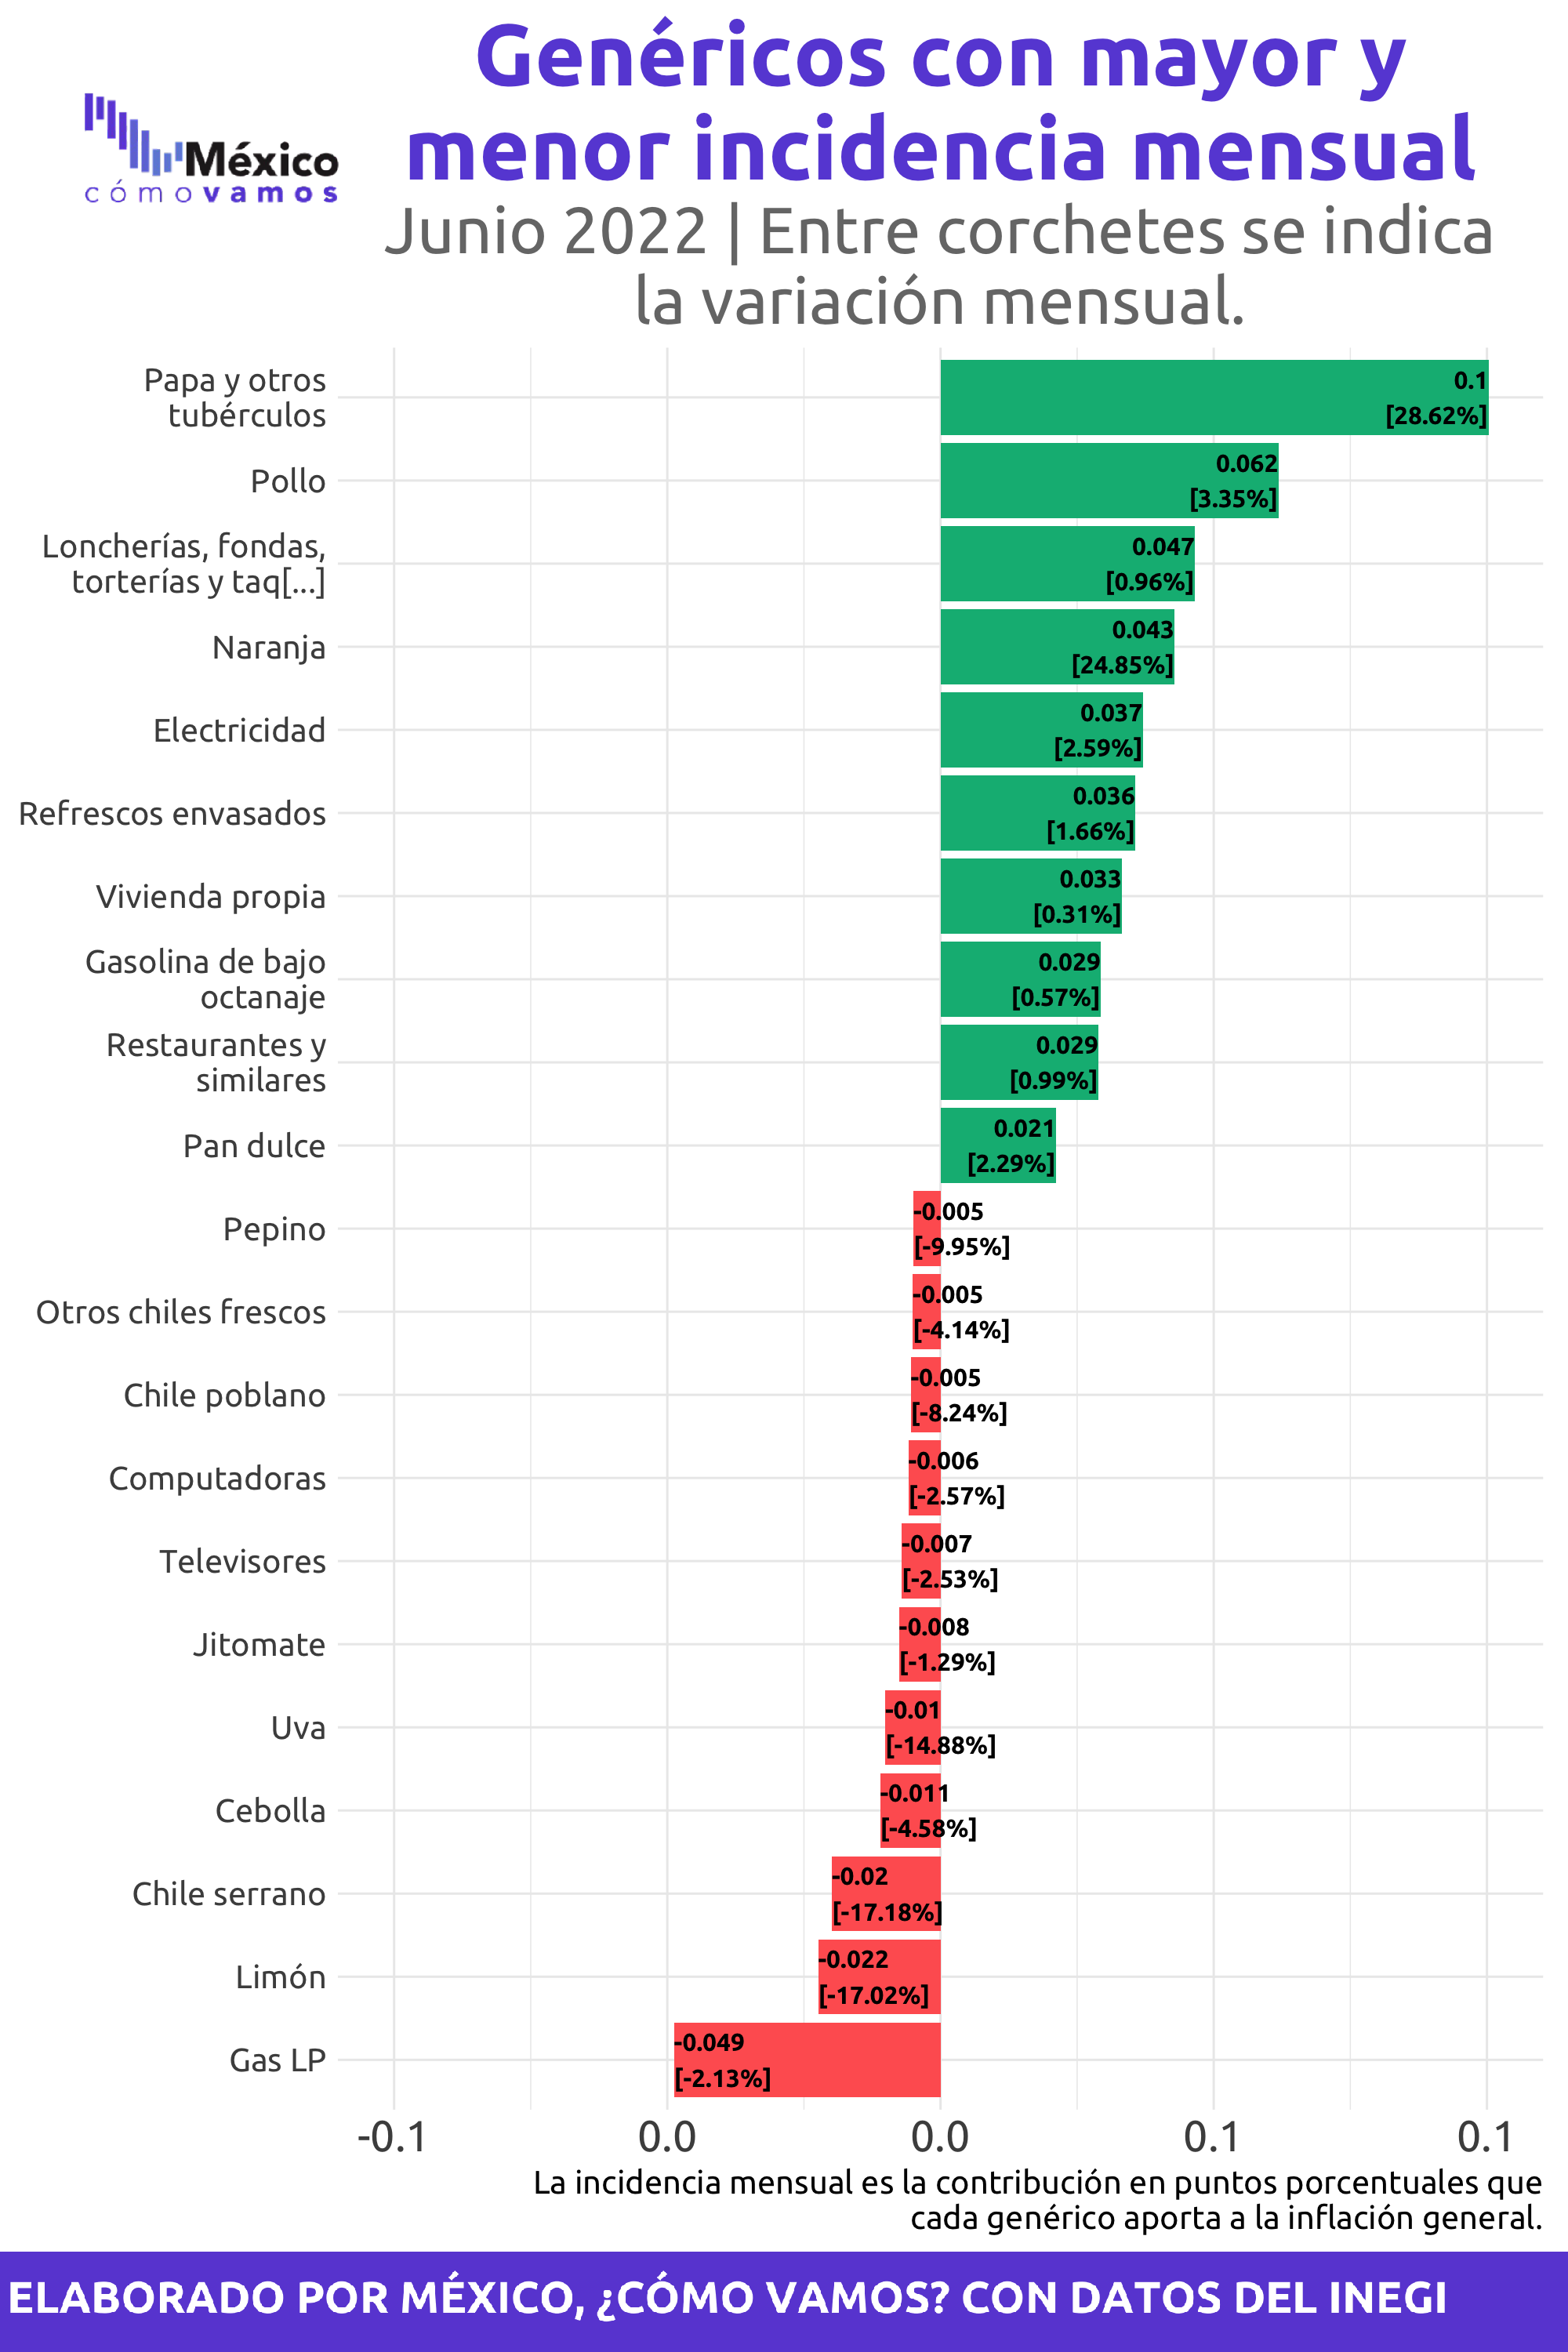 Genéricos con mayor y
menor incidencia mensual
México
cómovamos
Junio 2022 | Entre corchetes se indica
la variación mensual.
Papa y otros
tubérculos
0.1
[28.62%]
Pollo
0.062
[3.35%]
Loncherías, fondas,
torterías y taq[...]
0.047
[0.96%]
Naranja
0.043
[24.85%]
Electricidad
0.037
[2.59%]
Refrescos envasados
0.036
[1.66%]
Vivienda propia
0.033
[0.31%]
Gasolina de bajo
octanaje
0.029
[0.57%]
Restaurantes y
similares
0.029
[0.99%]
Pan dulce
0.021
[2.29%]
Pepino
-0.005
[-9.95%]
Otros chiles frescos
-0.005
[-4.14%]
Chile poblano
-0.005
[-8.24%]
Computadoras
-0.006
[-2.57%]
Televisores
-0.007
[-2.53%]
Jitomate
-0.008
[-1.29%]
Uva
-0.01
[-14.88%]
Cebolla
-0.011
[-4.58%]
Chile serrano
-0.02
[-17.18%]
Limón
-0.022
[-17.02%]
Gas LP
-0.049
[-2.13%]
-0.1 0.0 0.0 0.1 0.1
La incidencia mensual es la contribución en puntos porcentuales que
cada genérico aporta a la inflación general.
ELABORADO POR MÉXICO, ¿CÓMO VAMOS? CON DATOS DEL INEGI